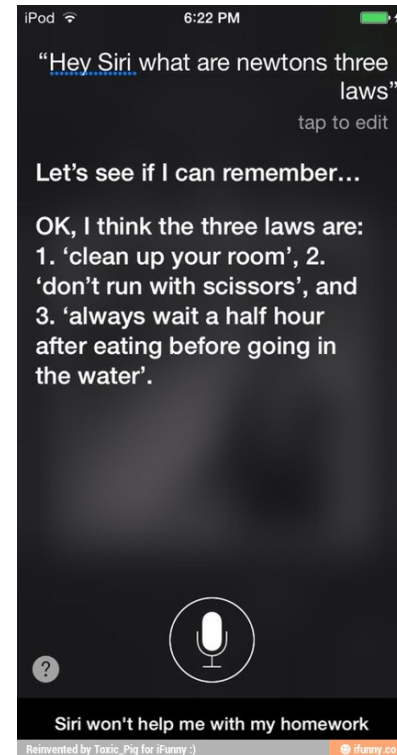 iPod 6:22 PM
“Hey Siri what are newtons three
laws”
tap to edit
Let’s see if I can remember...
OK, I think the three laws are:
1. ‘clean up your room’, 2.
‘don’t run with scissors’, and
3. ‘always wait a half hour
after eating before going in
the water’.
?
Siri won't help me with my homework
Reinvented by Toxic_Pig for iFunny :) ifunny.co